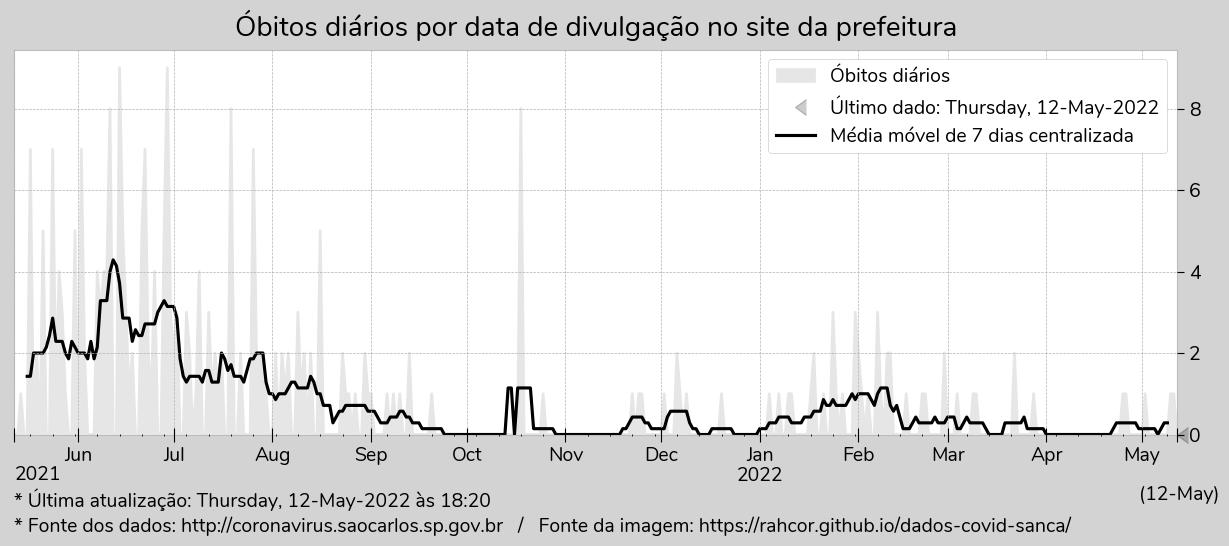 Óbitos diários por data de divulgação no site da prefeitura
Óbitos diários
Último dado: Thursday, 12-May-2022
Média móvel de 7 dias centralizada
8
6
4
2
0
Jun Jul Aug Sep Oct Nov Dec Jan Feb Mar Apr May
2021 2022
(12-May)
* Última atualização: Thursday, 12-May-2022 às 18:20
* Fonte dos dados: http://coronavirus.saocarlos.sp.gov.br / Fonte da imagem: https://rahcor.github.io/dados-covid-sanca/